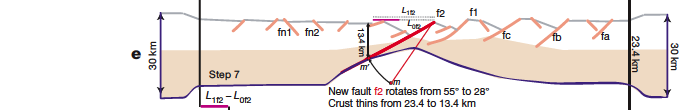 L1f2
f2
f1
Lof2
fn1
fn2
fc
fb
fa
e
30 km
13.4 km
23.4 km
30 km
m'
m
Step 7
L1f2 – Lof2
New fault f2 rotates from 55° to 28°
Crust thins from 23.4 to 13.4 km